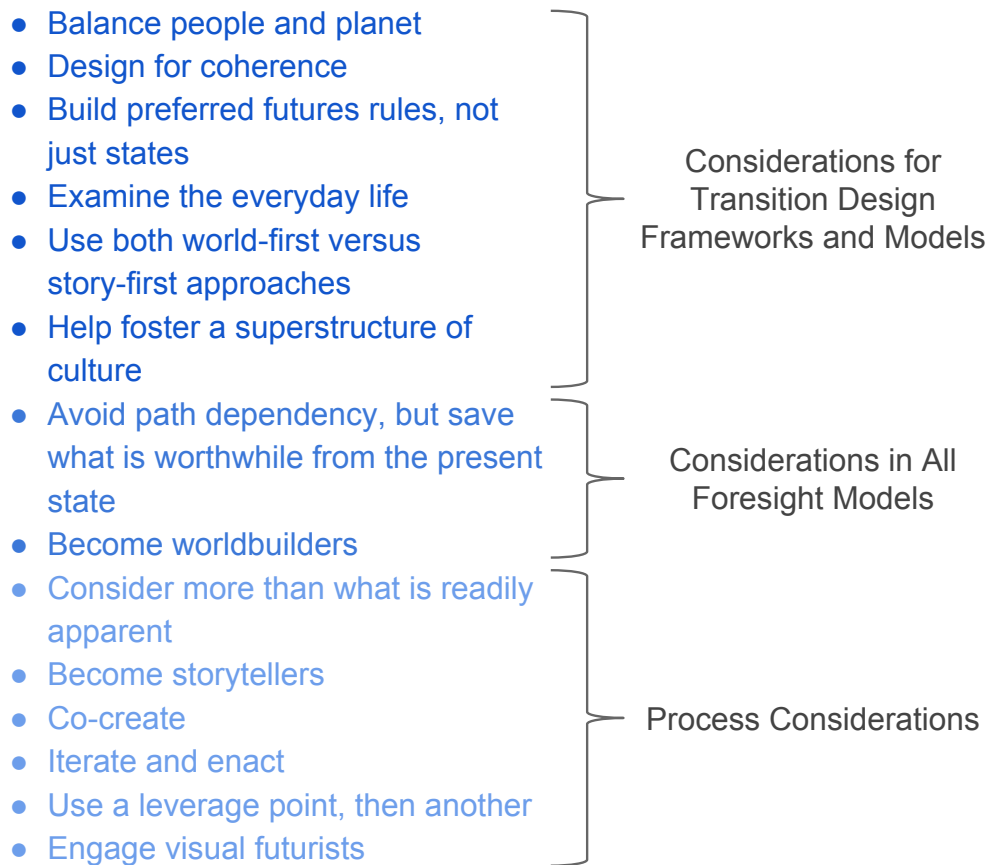 ● Balance people and planet
● Design for coherence
● Build preferred futures rules, not
just states
● Examine the everyday life
● Use both world-first versus
story-first approaches
● Help foster a superstructure of
culture
Considerations for
Transition Design
Frameworks and Models
● Avoid path dependency, but save
what is worthwhile from the present
state
● Become worldbuilders
Considerations in All
Foresight Models
● Consider more than what is readily
apparent
● Become storytellers
● Co-create
● Iterate and enact
● Use a leverage point, then another
● Engage visual futurists
Process Considerations